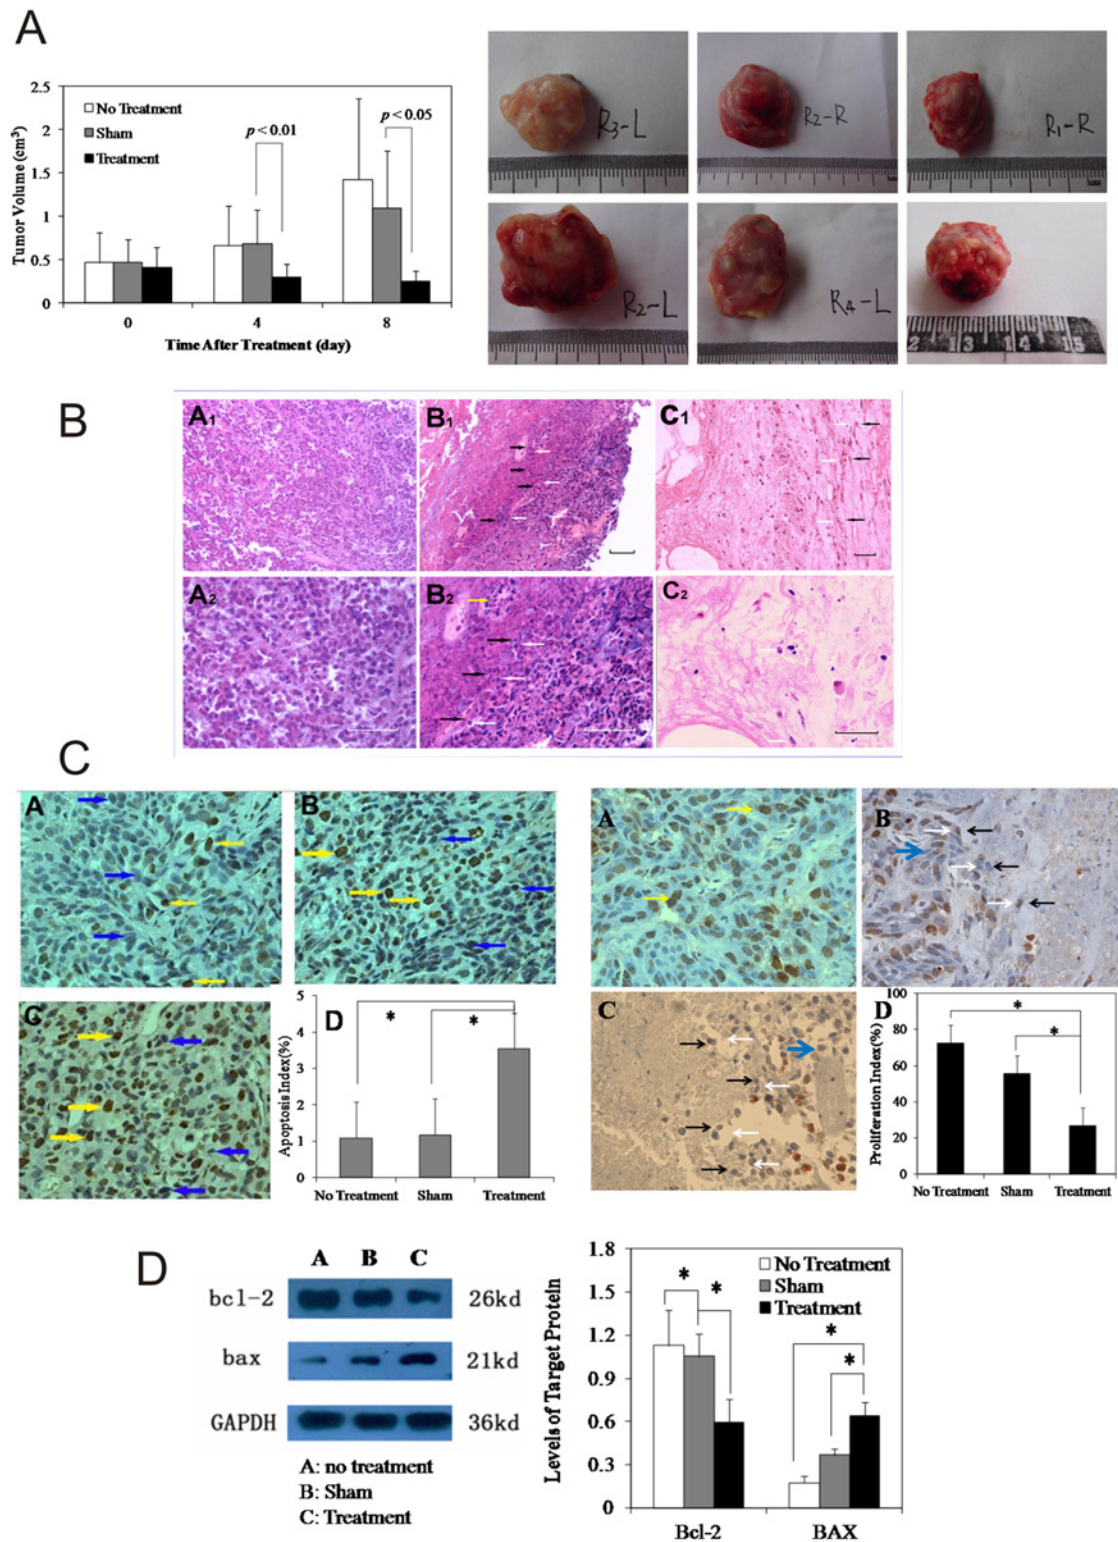 A
2.5
2
1.5
1
0.5
0
Tumor Volume (cm³)
No Treatment
Sham
Treatment
p < 0.01
p < 0.05
0 4 8
Time After Treatment (day)
R3-L
R2-R
R1-R
R2-L
R4-L
2 13 14 15
B
A1
B1
C1
A2
B2
C2
C
A
B
C
D
5
4
3
2
1
0
Apoptosis Index(%)
* *
No Treatment Sham Treatment
A
B
C
D
100
80
60
40
20
0
Proliferation Index(%)
*
*
No Treatment Sham Treatment
D
A B C
bcl-2 26kd
bax 21kd
GAPDH 36kd
A: no treatment
B: Sham
C: Treatment
1.8
1.5
1.2
0.9
0.6
0.3
0
Levels of Target Protein
No Treatment
Sham
Treatment
* *
*
*
Bcl-2 BAX